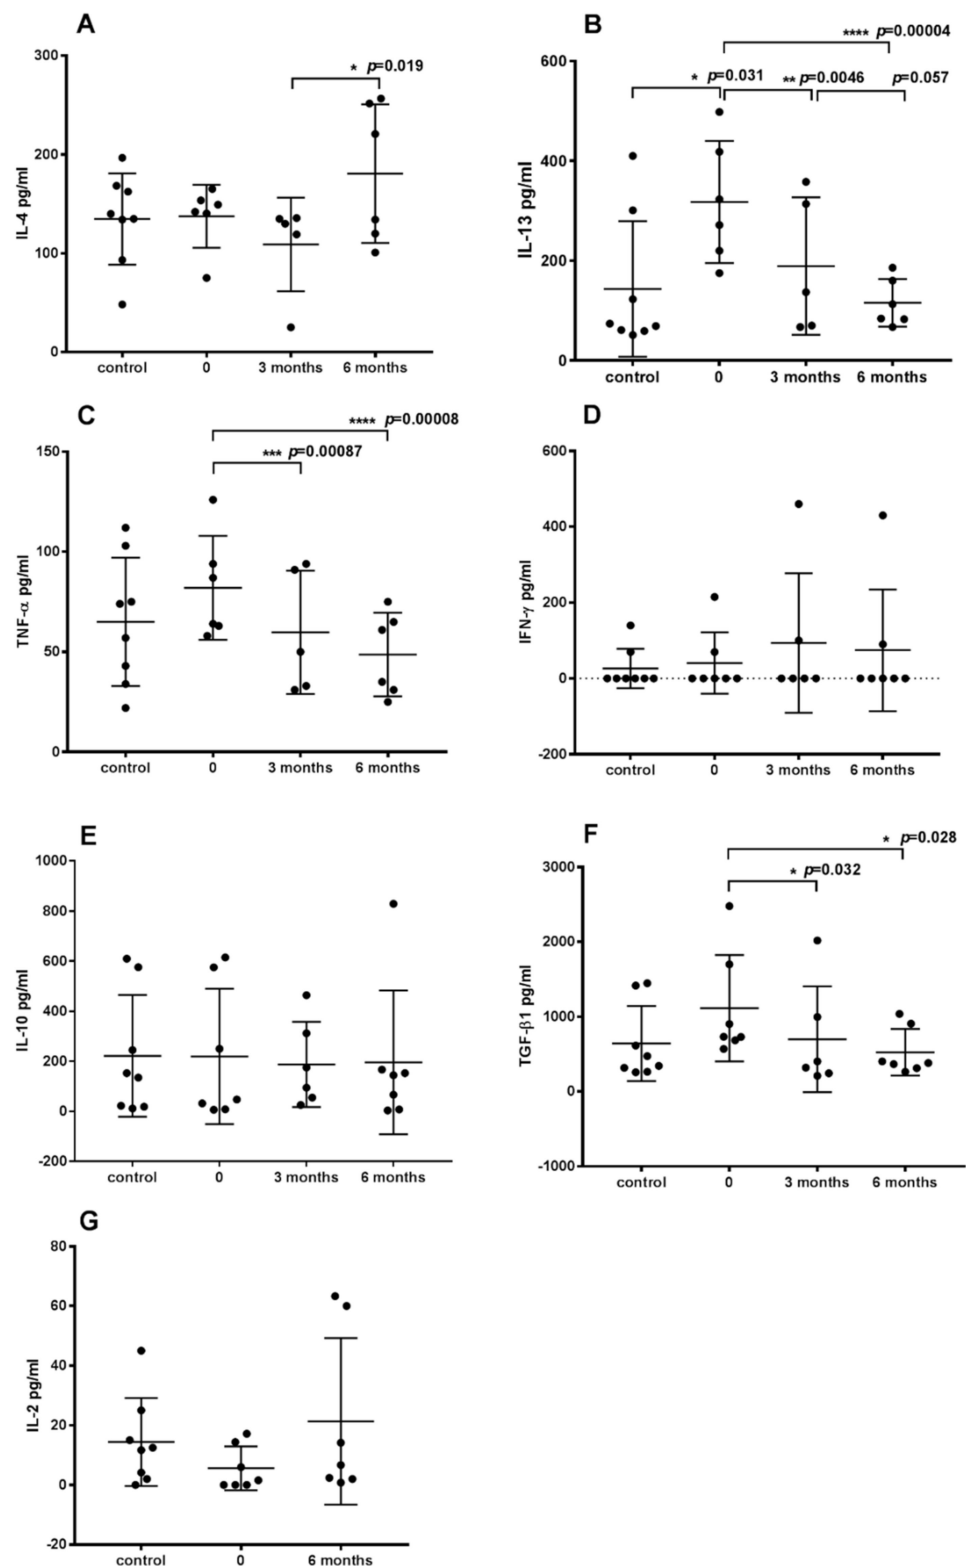 A
IL-4 pg/ml
300
200
100
0
* p=0.019
control 0 3 months 6 months
B
IL-13 pg/ml
600
400
200
0
**** p=0.00004
* p=0.031 ** p=0.0046 p=0.057
control 0 3 months 6 months
C
TNF-α pg/ml
150
100
50
0
**** p=0.00008
*** p=0.00087
control 0 3 months 6 months
D
IFN-γ pg/ml
600
400
200
0
-200
control 0 3 months 6 months
E
IL-10 pg/ml
1000
800
600
400
200
0
-200
control 0 3 months 6 months
F
TGF-β1 pg/ml
3000
2000
1000
0
-1000
* p=0.028
* p=0.032
control 0 3 months 6 months
G
IL-2 pg/ml
80
60
40
20
0
-20
control 0 6 months